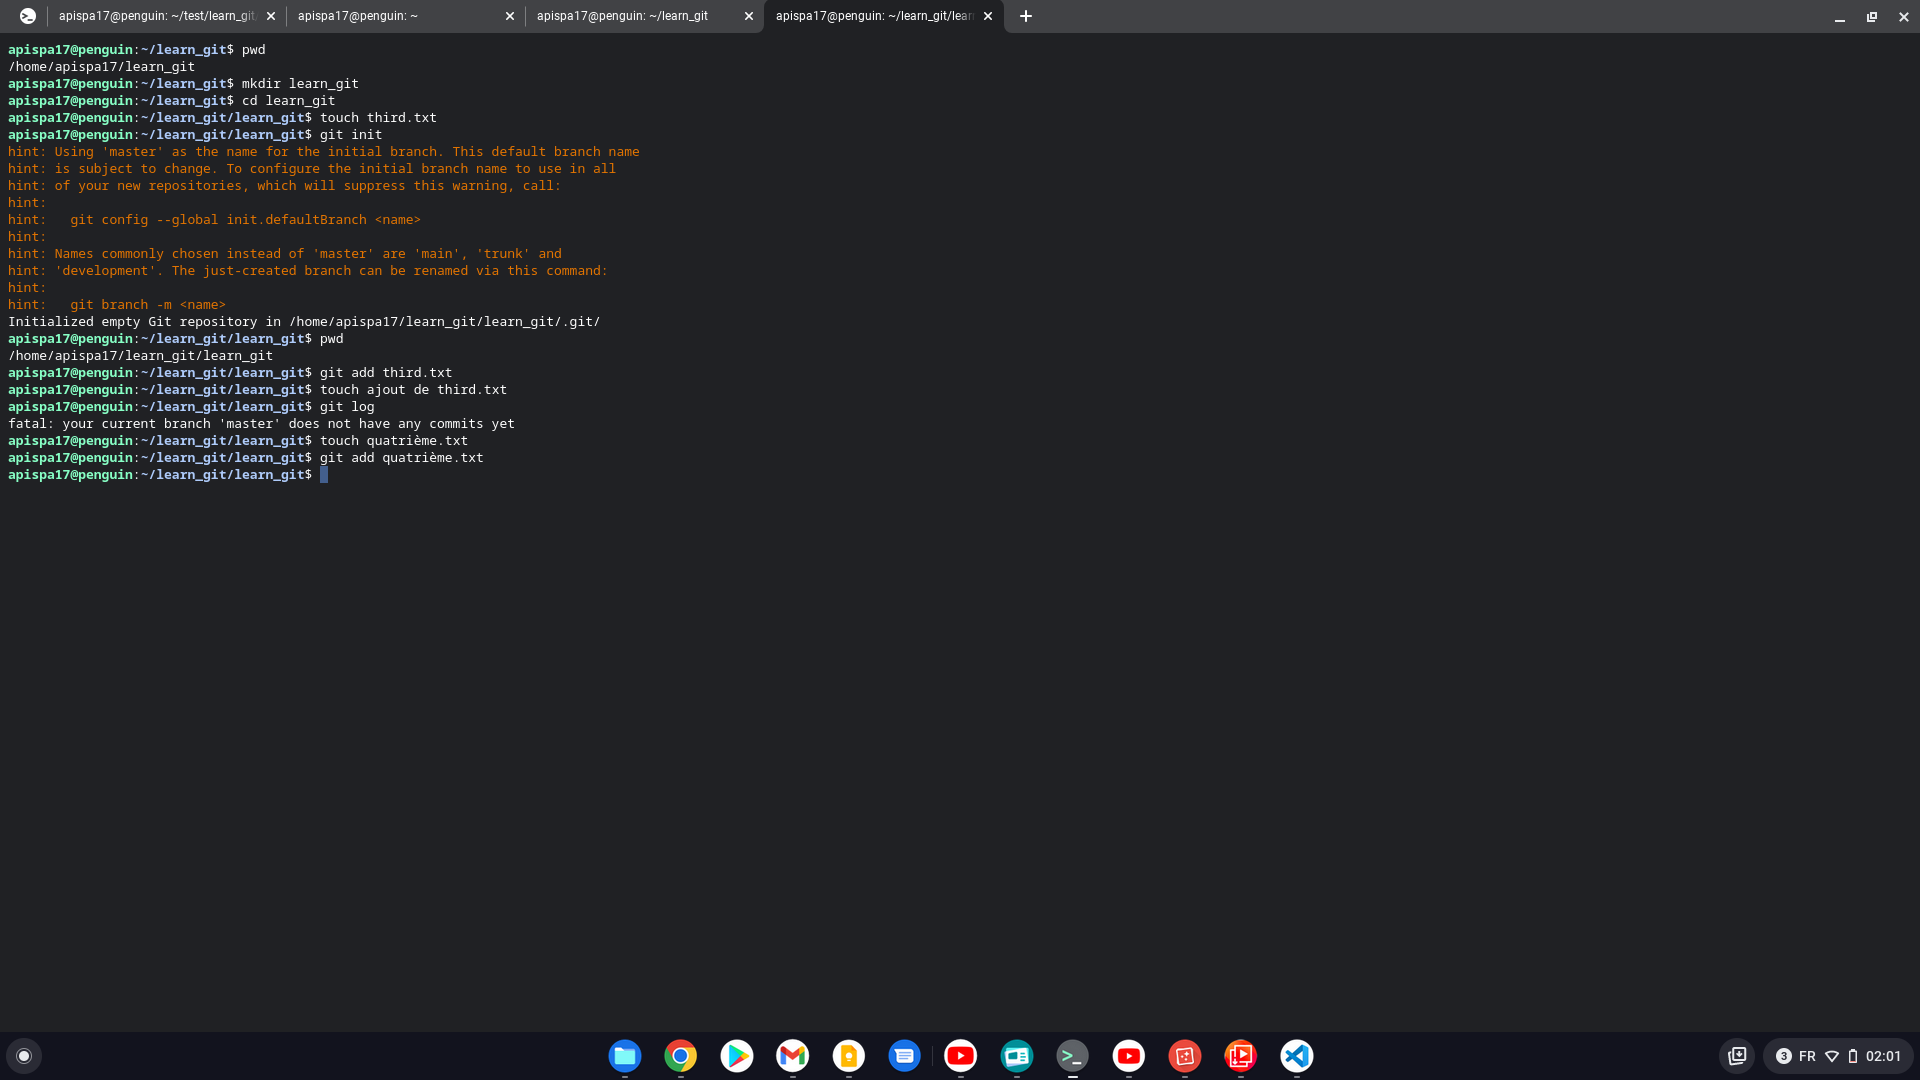 apispa17@penguin: ~/test/learn_git
apispa17@penguin: ~
apispa17@penguin: ~/learn_git
apispa17@penguin: ~/learn_git/lear
apispa17@penguin:~/learn_git$ pwd
/home/apispa17/learn_git
apispa17@penguin:~/learn_git$ mkdir learn_git
apispa17@penguin:~/learn_git$ cd learn_git
apispa17@penguin:~/learn_git/learn_git$ touch third.txt
apispa17@penguin:~/learn_git/learn_git$ git init
hint: Using 'master' as the name for the initial branch. This default branch name
hint: is subject to change. To configure the initial branch name to use in all
hint: of your new repositories, which will suppress this warning, call:
hint:
hint:   git config --global init.defaultBranch <name>
hint:
hint: Names commonly chosen instead of 'master' are 'main', 'trunk' and
hint: 'development'. The just-created branch can be renamed via this command:
hint:
hint:   git branch -m <name>
Initialized empty Git repository in /home/apispa17/learn_git/learn_git/.git/
apispa17@penguin:~/learn_git/learn_git$ pwd
/home/apispa17/learn_git/learn_git
apispa17@penguin:~/learn_git/learn_git$ git add third.txt
apispa17@penguin:~/learn_git/learn_git$ touch ajout de third.txt
apispa17@penguin:~/learn_git/learn_git$ git log
fatal: your current branch 'master' does not have any commits yet
apispa17@penguin:~/learn_git/learn_git$ touch quatrième.txt
apispa17@penguin:~/learn_git/learn_git$ git add quatrième.txt
apispa17@penguin:~/learn_git/learn_git$
3 FR 02:01